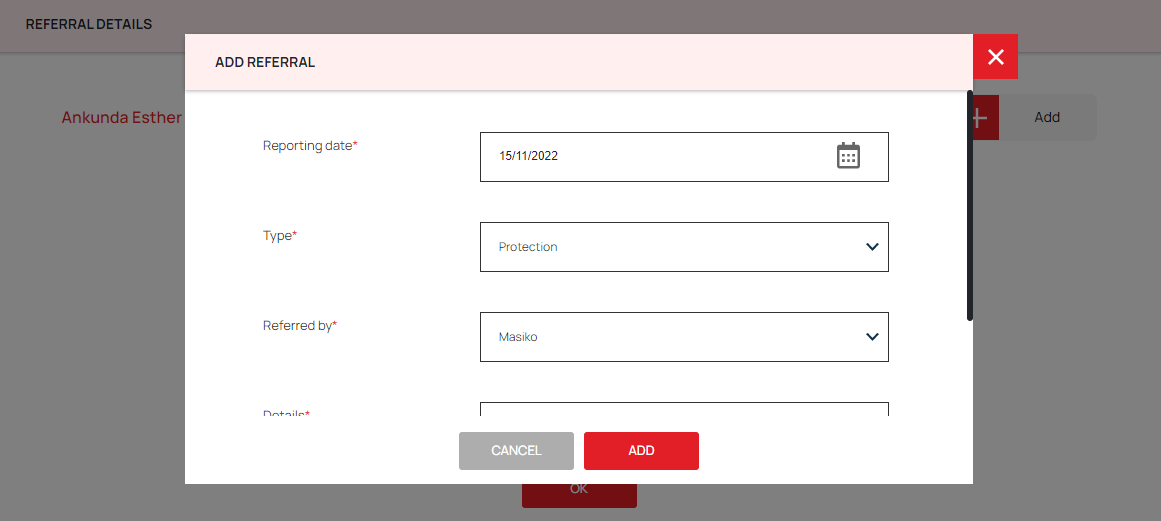 REFERRAL DETAILS
ADD REFERRAL
Ankunda Esther
Add
Reporting date*
15/11/2022
Type*
Protection
Referred by*
Masiko
Details*
CANCEL
ADD
OK